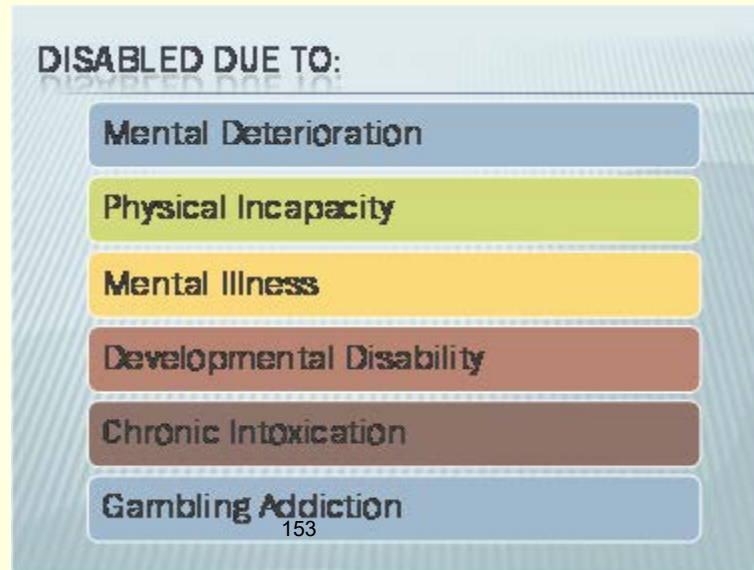 DISABLED DUE TO:
Mental Deterioration
Physical Incapacity
Mental Illness
Developmental Disability
Chronic Intoxication
Gambling Addiction
153